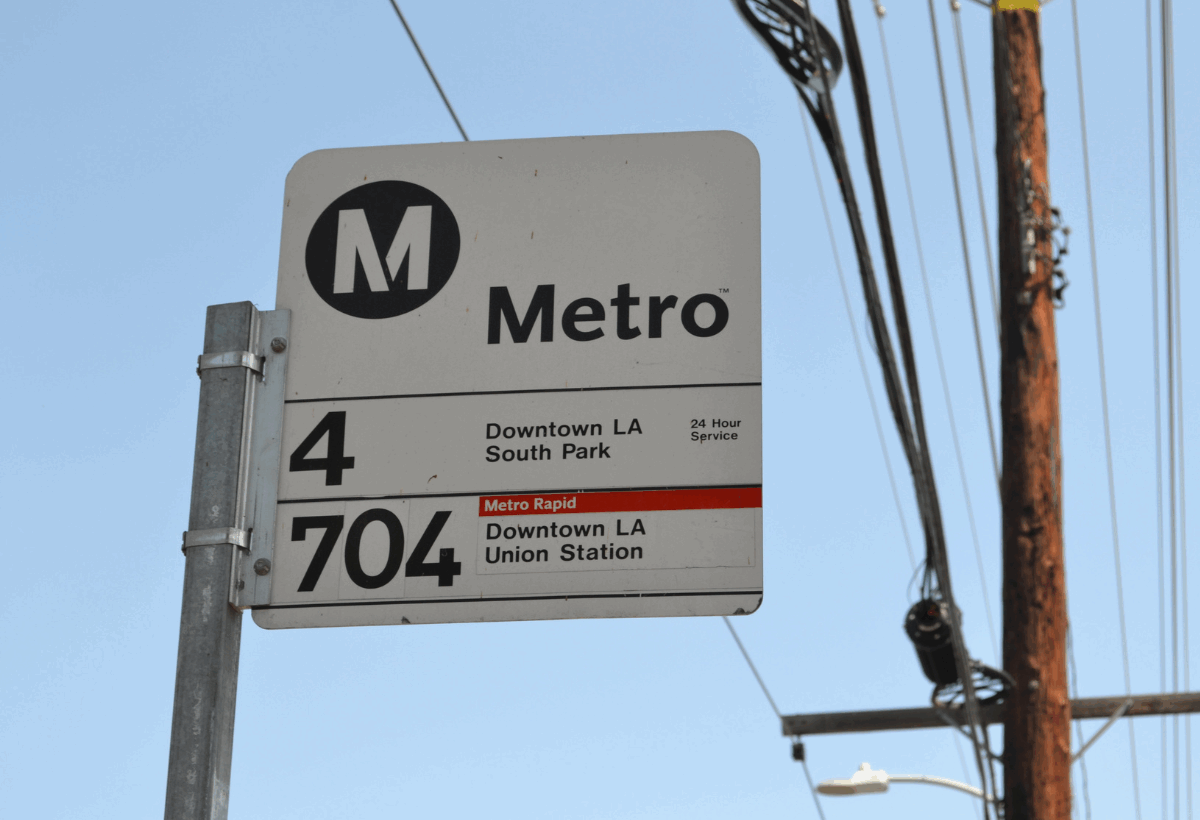 M
Metro™
4
Downtown LA
South Park
24 Hour
Service
704
Metro Rapid
Downtown LA
Union Station